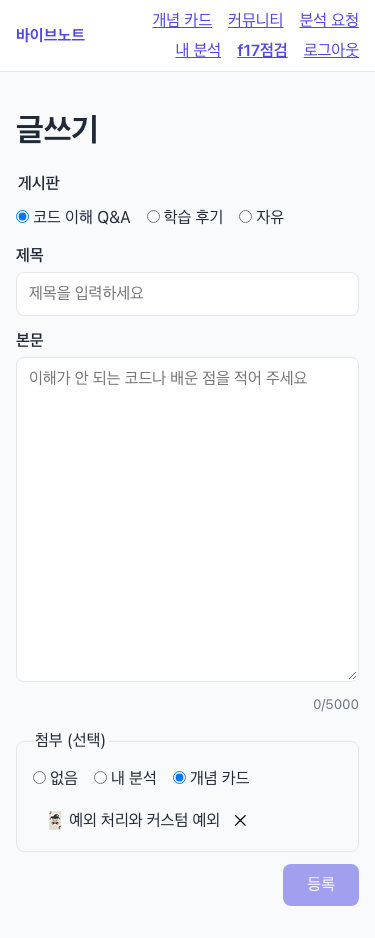 바이브노트
개념 카드 커뮤니티 분석 요청
내 분석 f17점검 로그아웃
글쓰기
게시판
코드 이해 Q&A 학습 후기 자유
제목
제목을 입력하세요
본문
이해가 안 되는 코드나 배운 점을 적어 주세요
0/5000
첨부 (선택)
없음 내 분석 개념 카드
예외 처리와 커스텀 예외
등록